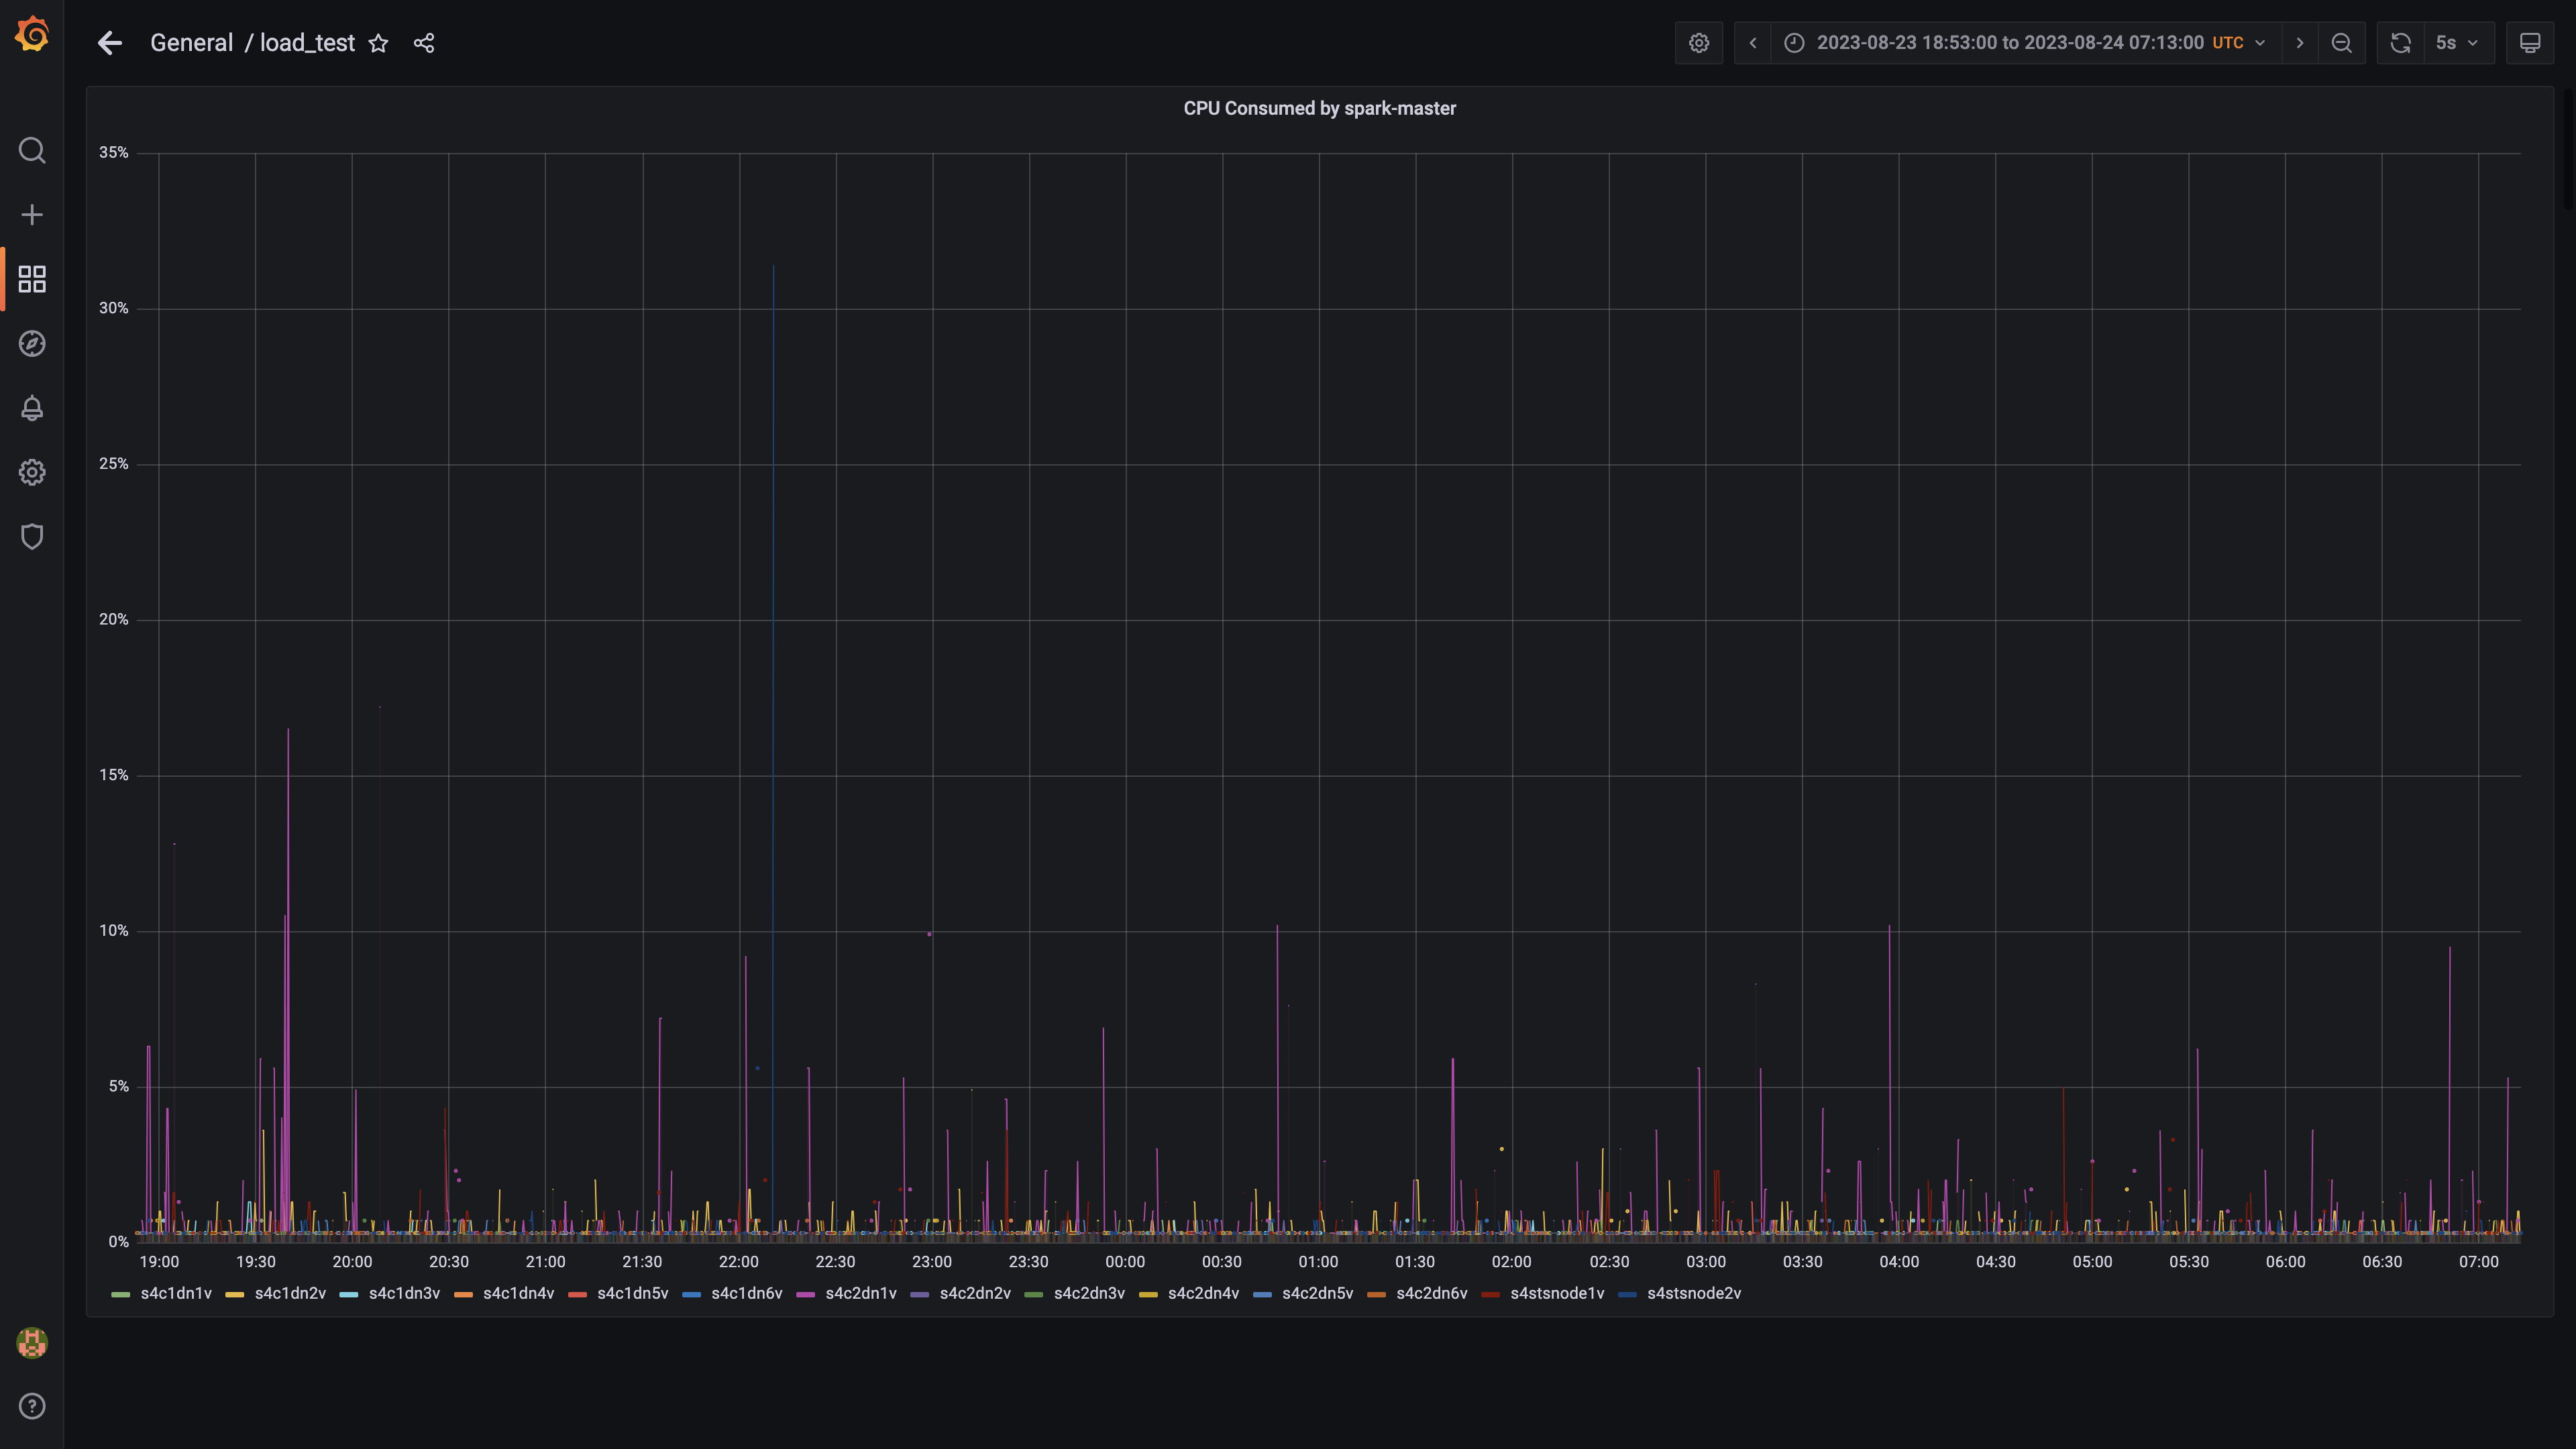 General / load_test
2023-08-23 18:53:00 to 2023-08-24 07:13:00 UTC
5s
CPU Consumed by spark-master
35%
30%
25%
20%
15%
10%
5%
0%
19:00 19:30 20:00 20:30 21:00 21:30 22:00 22:30 23:00 23:30 00:00 00:30 01:00 01:30 02:00 02:30 03:00 03:30 04:00 04:30 05:00 05:30 06:00 06:30 07:00
s4c1dn1v s4c1dn2v s4c1dn3v s4c1dn4v s4c1dn5v s4c1dn6v s4c2dn1v s4c2dn2v s4c2dn3v s4c2dn4v s4c2dn5v s4c2dn6v s4stsnode1v s4stsnode2v